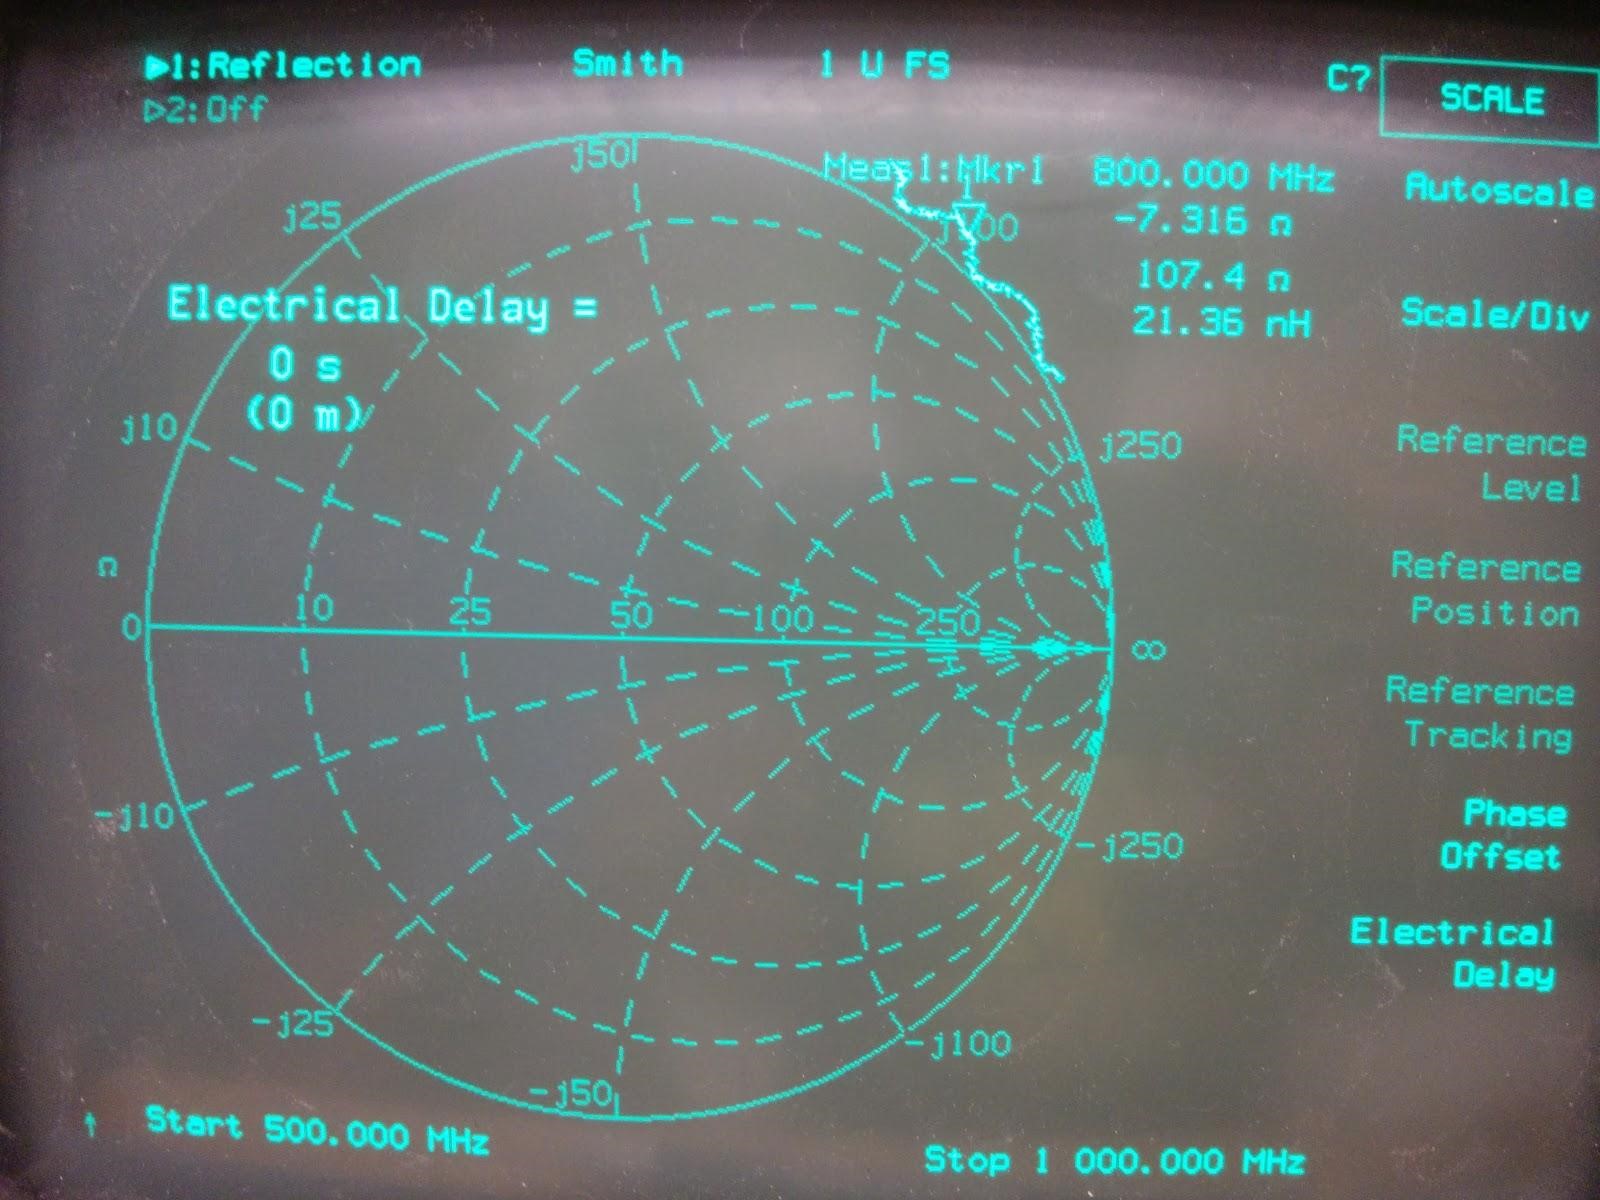 ▷1:Reflection Smith 1 U FS C?
▷2:Off
Meas1:Mkr1 800.000 MHz
-7.316 Ω
107.4 Ω
21.36 nH
Electrical Delay =
0 s
(0 m)
j50
j25
j100
j10
j250
Ω
0 10 25 50 100 250 ∞
-j10
-j250
-j25
-j100
-j50
↑ Start 500.000 MHz Stop 1 000.000 MHz
SCALE
Autoscale
Scale/Div
Reference
Level
Reference
Position
Reference
Tracking
Phase
Offset
Electrical
Delay